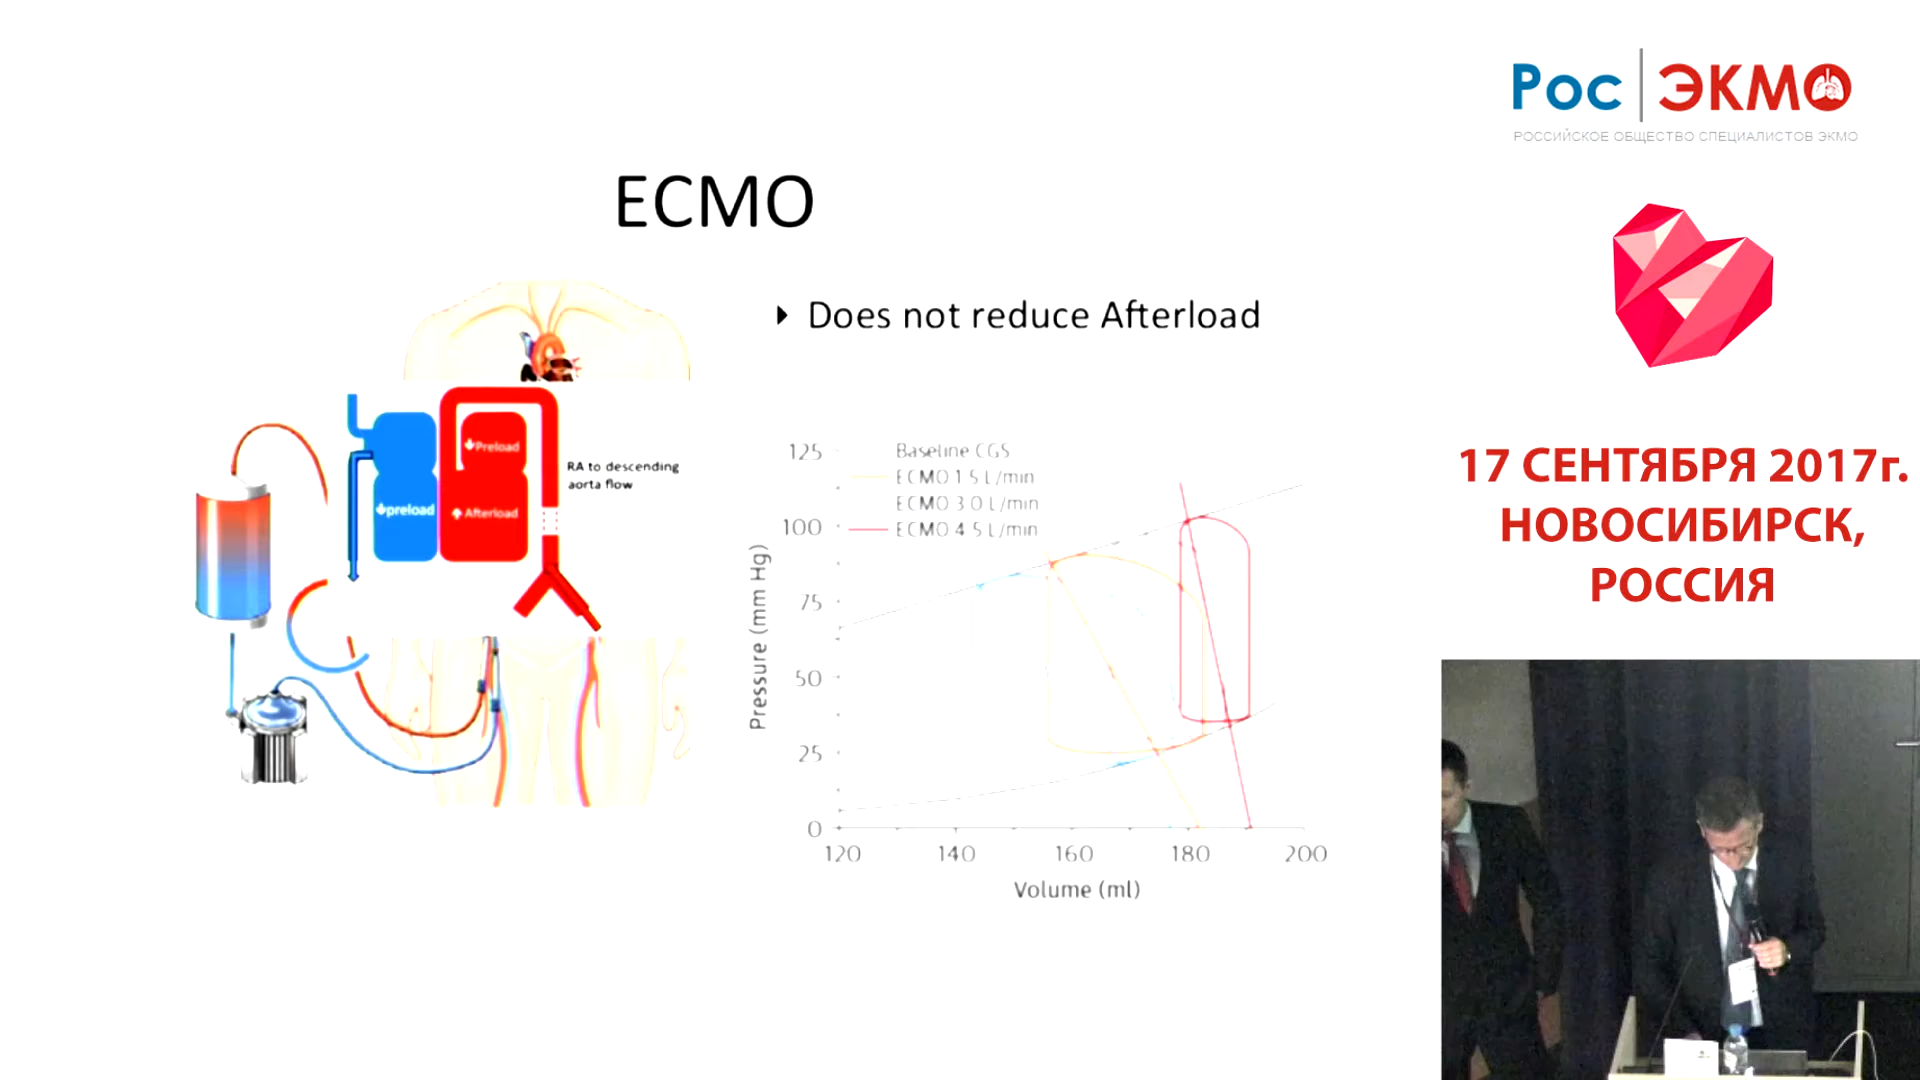 Рос ЭКМО
РОССИЙСКОЕ ОБЩЕСТВО СПЕЦИАЛИСТОВ ЭКМО
ECMO
Does not reduce Afterload
Preload
preload
Afterload
RA to descending
aorta flow
Baseline CGS
ECMO 1 5 L/min
ECMO 3 0 L/min
ECMO 4 5 L/min
Pressure (mm Hg)
125
100
75
50
25
0
120 140 160 180 200
Volume (ml)
17 СЕНТЯБРЯ 2017г.
НОВОСИБИРСК,
РОССИЯ